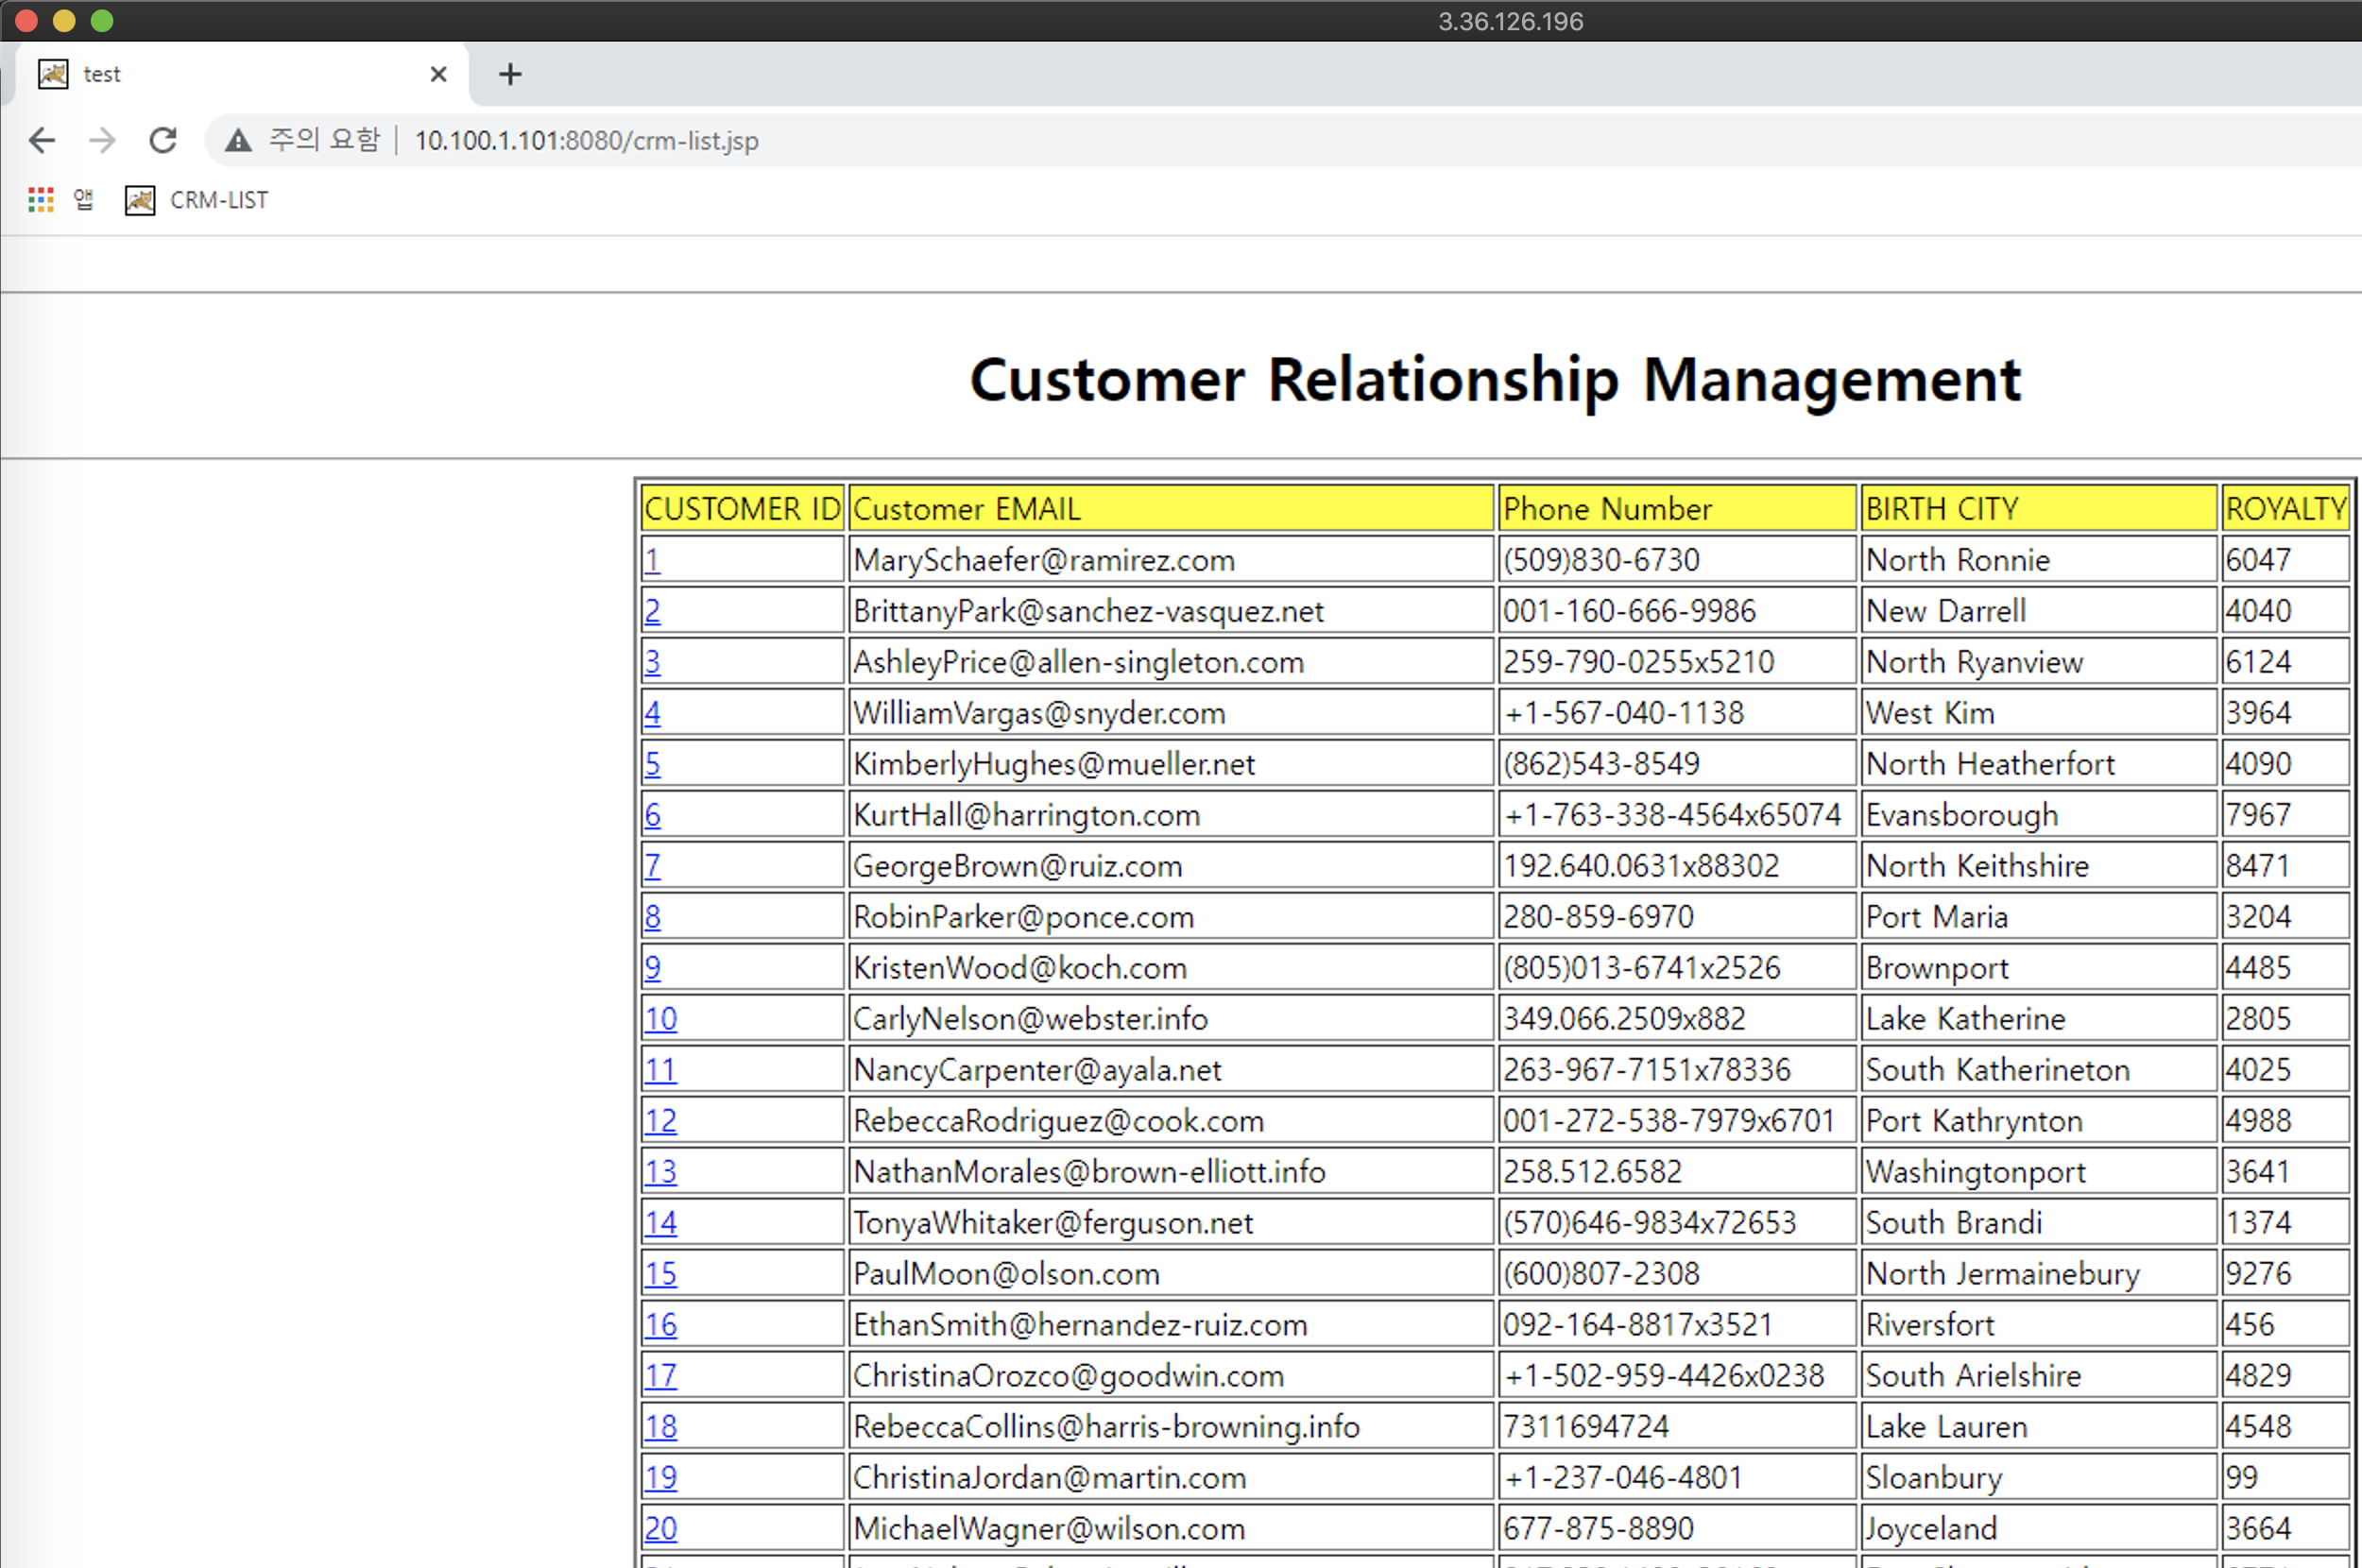 3.36.126.196
test
주의 요함 10.100.1.101:8080/crm-list.jsp
앱 CRM-LIST
Customer Relationship Management
CUSTOMER ID Customer EMAIL Phone Number BIRTH CITY ROYALTY
1 MarySchaefer@ramirez.com (509)830-6730 North Ronnie 6047
2 BrittanyPark@sanchez-vasquez.net 001-160-666-9986 New Darrell 4040
3 AshleyPrice@allen-singleton.com 259-790-0255x5210 North Ryanview 6124
4 WilliamVargas@snyder.com +1-567-040-1138 West Kim 3964
5 KimberlyHughes@mueller.net (862)543-8549 North Heatherfort 4090
6 KurtHall@harrington.com +1-763-338-4564x65074 Evansborough 7967
7 GeorgeBrown@ruiz.com 192.640.0631x88302 North Keithshire 8471
8 RobinParker@ponce.com 280-859-6970 Port Maria 3204
9 KristenWood@koch.com (805)013-6741x2526 Brownport 4485
10 CarlyNelson@webster.info 349.066.2509x882 Lake Katherine 2805
11 NancyCarpenter@ayala.net 263-967-7151x78336 South Katherineton 4025
12 RebeccaRodriguez@cook.com 001-272-538-7979x6701 Port Kathrynton 4988
13 NathanMorales@brown-elliott.info 258.512.6582 Washingtonport 3641
14 TonyaWhitaker@ferguson.net (570)646-9834x72653 South Brandi 1374
15 PaulMoon@olson.com (600)807-2308 North Jermainebury 9276
16 EthanSmith@hernandez-ruiz.com 092-164-8817x3521 Riversfort 456
17 ChristinaOrozco@goodwin.com +1-502-959-4426x0238 South Arielshire 4829
18 RebeccaCollins@harris-browning.info 7311694724 Lake Lauren 4548
19 ChristinaJordan@martin.com +1-237-046-4801 Sloanbury 99
20 MichaelWagner@wilson.com 677-875-8890 Joyceland 3664